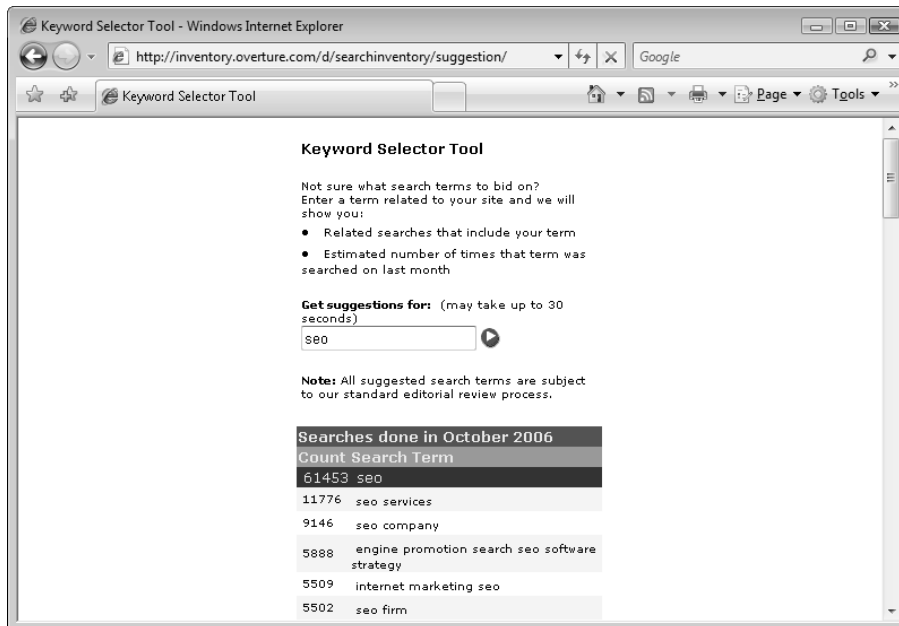 Keyword Selector Tool - Windows Internet Explorer
http://inventory.overture.com/d/searchinventory/suggestion/
Google
Keyword Selector Tool
Page
Tools
»
Keyword Selector Tool
Not sure what search terms to bid on?
Enter a term related to your site and we will
show you:
• Related searches that include your term
• Estimated number of times that term was
searched on last month
Get suggestions for: (may take up to 30
seconds)
seo
Note: All suggested search terms are subject
to our standard editorial review process.
Searches done in October 2006
Count Search Term
61453 seo
11776 seo services
9146 seo company
5888 engine promotion search seo software
strategy
5509 internet marketing seo
5502 seo firm